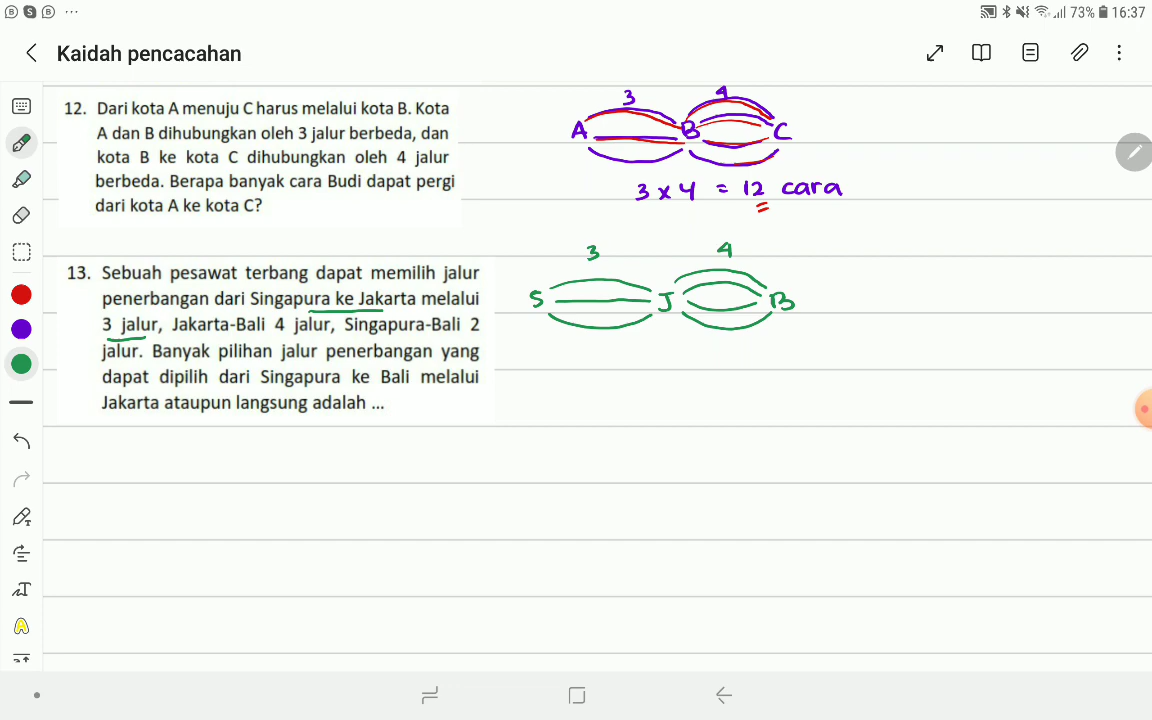 73% 16:37
Kaidah pencacahan
12. Dari kota A menuju C harus melalui kota B. Kota
A dan B dihubungkan oleh 3 jalur berbeda, dan
kota B ke kota C dihubungkan oleh 4 jalur
berbeda. Berapa banyak cara Budi dapat pergi
dari kota A ke kota C?
3 4
A B C
3 x 4 = 12 cara
13. Sebuah pesawat terbang dapat memilih jalur
penerbangan dari Singapura ke Jakarta melalui
3 jalur, Jakarta-Bali 4 jalur, Singapura-Bali 2
jalur. Banyak pilihan jalur penerbangan yang
dapat dipilih dari Singapura ke Bali melalui
Jakarta ataupun langsung adalah ...
3 4
S J B